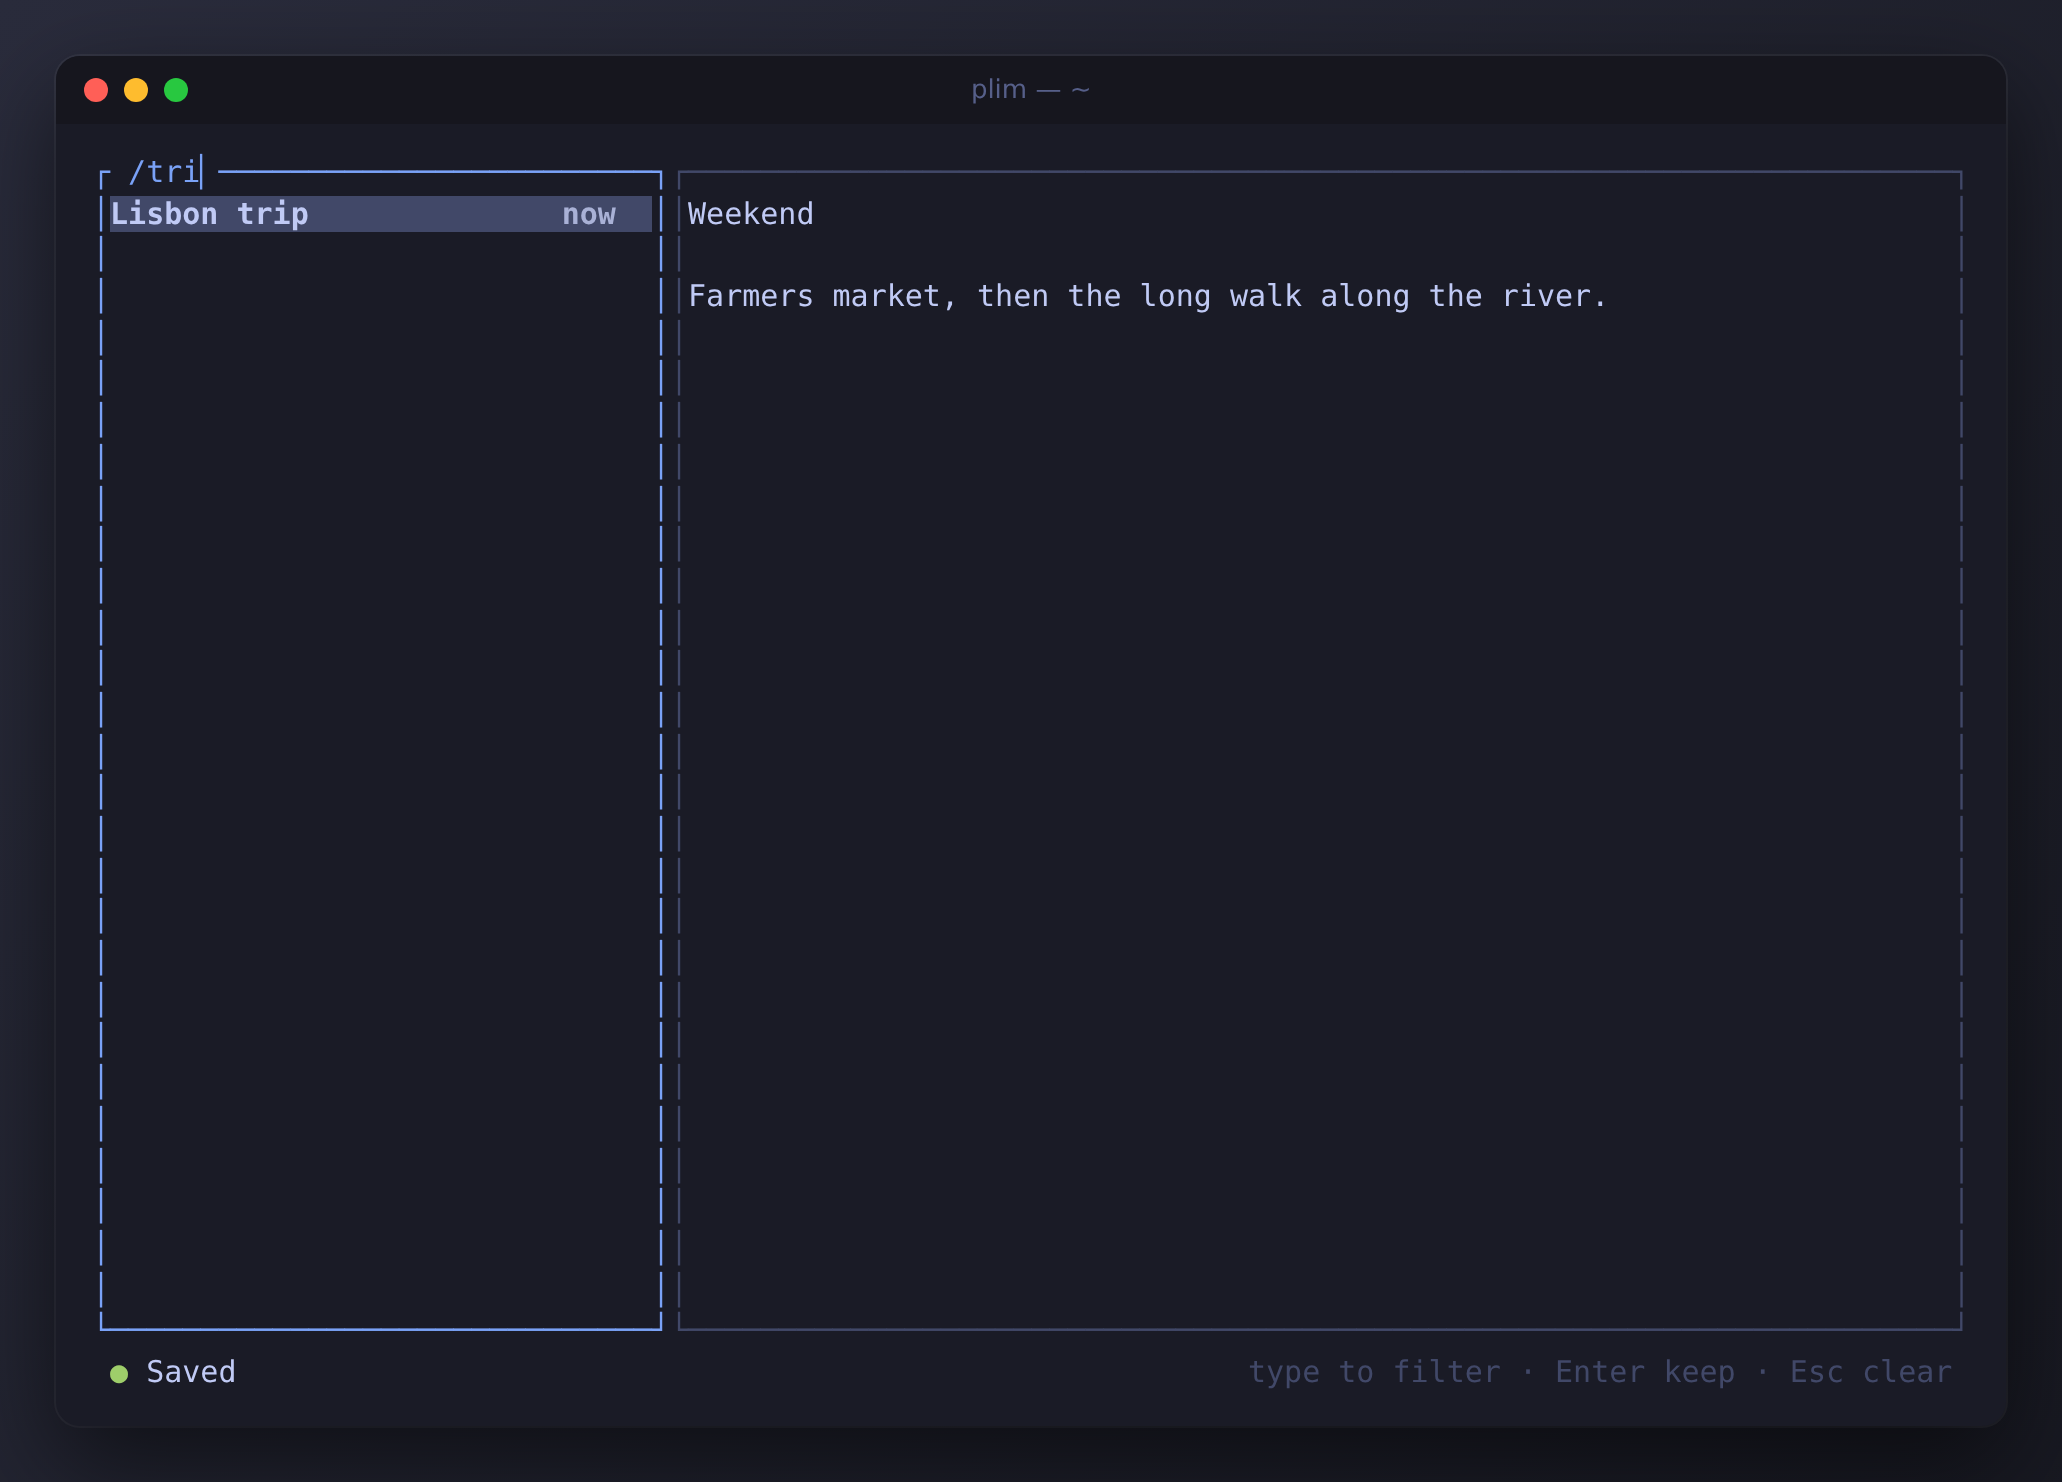 plim — ~
/tri
Lisbon trip now
Weekend
Farmers market, then the long walk along the river.
● Saved
type to filter · Enter keep · Esc clear